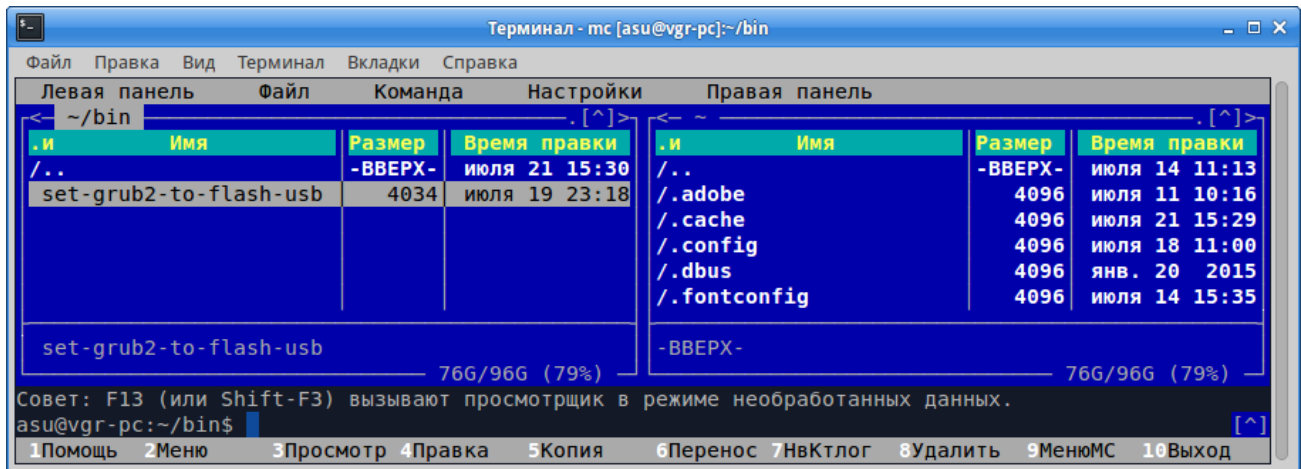 Терминал - mc [asu@vgr-pc]:~/bin
Файл Правка Вид Терминал Вкладки Справка
Левая панель Файл Команда Настройки Правая панель
<— ~/bin .[^]> <— ~ .[^]>
.и Имя Размер Время правки .и Имя Размер Время правки
/.. -ВВЕРХ- июля 21 15:30 /.. -ВВЕРХ- июля 14 11:13
set-grub2-to-flash-usb 4034 июля 19 23:18 /.adobe 4096 июля 11 10:16
/.cache 4096 июля 21 15:29
/.config 4096 июля 18 11:00
/.dbus 4096 янв. 20 2015
/.fontconfig 4096 июля 14 15:35
set-grub2-to-flash-usb -ВВЕРХ-
76G/96G (79%) 76G/96G (79%)
Совет: F13 (или Shift-F3) вызывают просмотрщик в режиме необработанных данных.
asu@vgr-pc:~/bin$ [^]
1Помощь 2Меню 3Просмотр 4Правка 5Копия 6Перенос 7НвКтлог 8Удалить 9МенюМС 10Выход